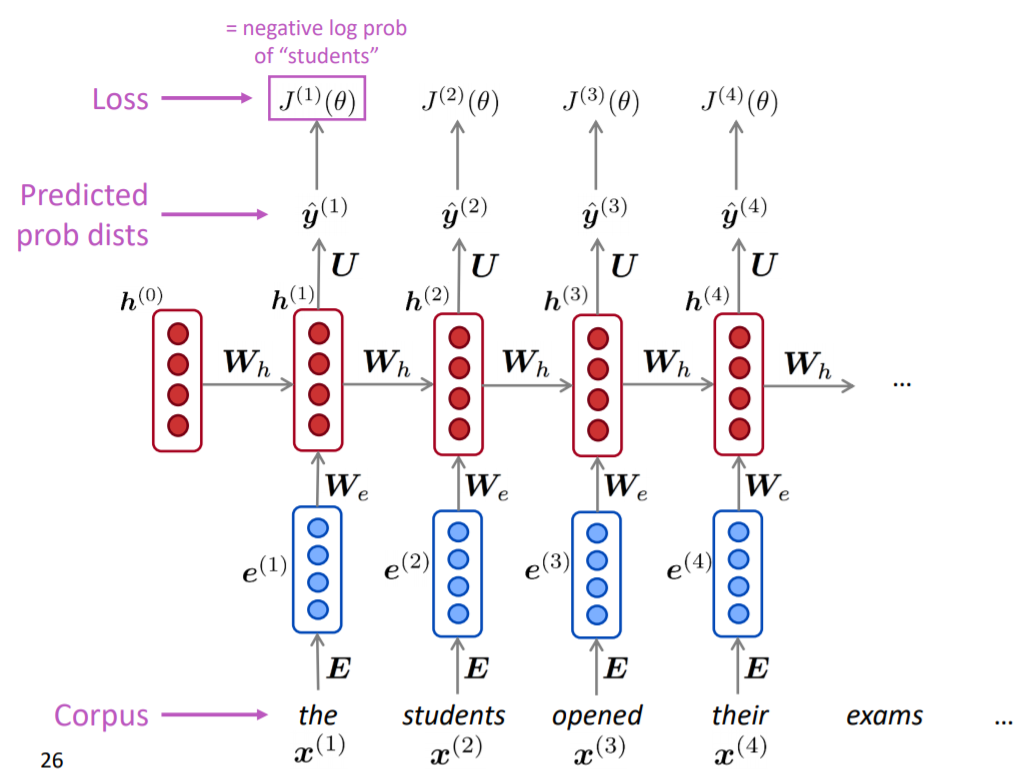 = negative log prob
of “students”
Loss J⁽¹⁾(θ) J⁽²⁾(θ) J⁽³⁾(θ) J⁽⁴⁾(θ)
Predicted
prob dists
ŷ⁽¹⁾ ŷ⁽²⁾ ŷ⁽³⁾ ŷ⁽⁴⁾
U U U U
h⁽⁰⁾ h⁽¹⁾ h⁽²⁾ h⁽³⁾ h⁽⁴⁾
Wₕ Wₕ Wₕ Wₕ Wₕ ...
Wₑ Wₑ Wₑ Wₑ
e⁽¹⁾ e⁽²⁾ e⁽³⁾ e⁽⁴⁾
E E E E
Corpus the students opened their exams ...
x⁽¹⁾ x⁽²⁾ x⁽³⁾ x⁽⁴⁾
26